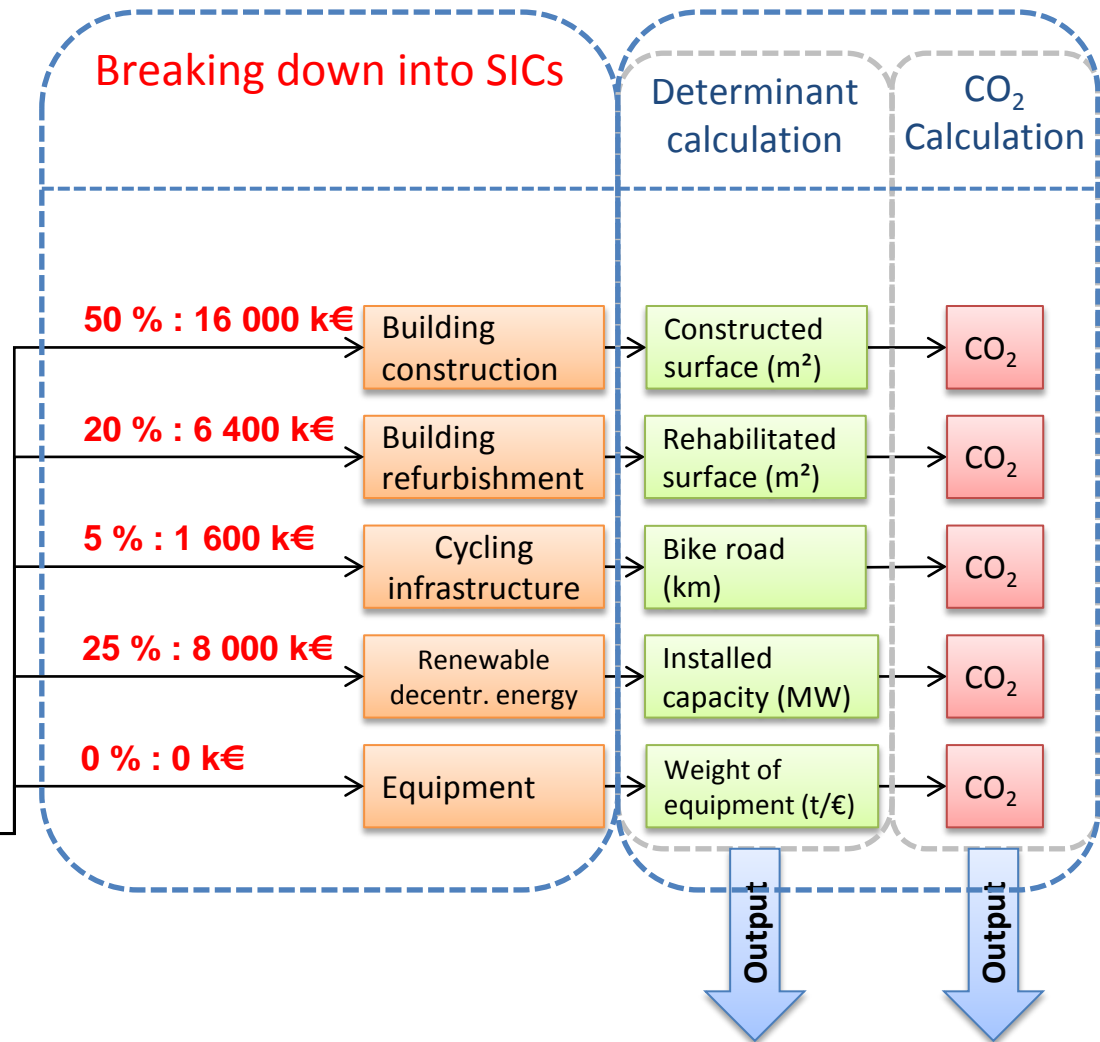 Breaking down into SICs
Determinant
calculation
CO₂
Calculation
50 % : 16 000 k€
Building
construction
Constructed
surface (m²)
CO₂
20 % : 6 400 k€
Building
refurbishment
Rehabilitated
surface (m²)
CO₂
5 % : 1 600 k€
Cycling
infrastructure
Bike road
(km)
CO₂
25 % : 8 000 k€
Renewable
decentr. energy
Installed
capacity (MW)
CO₂
0 % : 0 k€
Equipment
Weight of
equipment (t/€)
CO₂
Output
Output